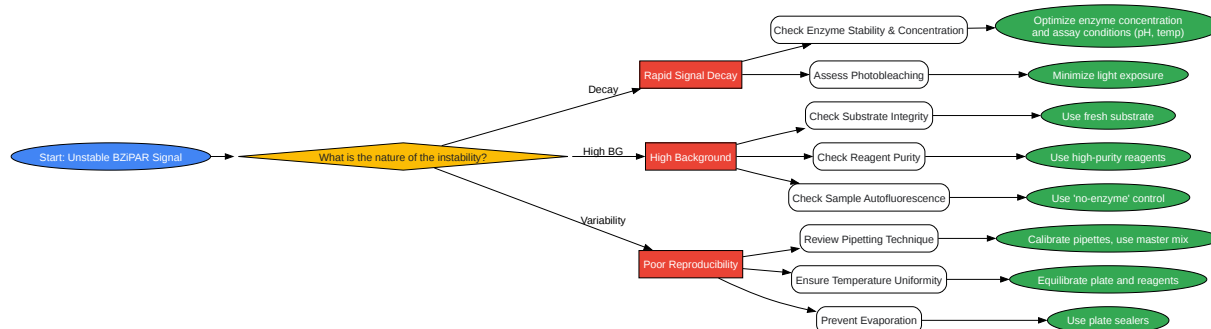 Start: Unstable BZiPAR Signal
What is the nature of the instability?
Decay
High BG
Variability
Rapid Signal Decay
High Background
Poor Reproducibility
Check Enzyme Stability & Concentration
Optimize enzyme concentration
and assay conditions (pH, temp)
Assess Photobleaching
Minimize light exposure
Check Substrate Integrity
Use fresh substrate
Check Reagent Purity
Use high-purity reagents
Check Sample Autofluorescence
Use 'no-enzyme' control
Review Pipetting Technique
Calibrate pipettes, use master mix
Ensure Temperature Uniformity
Equilibrate plate and reagents
Prevent Evaporation
Use plate sealers